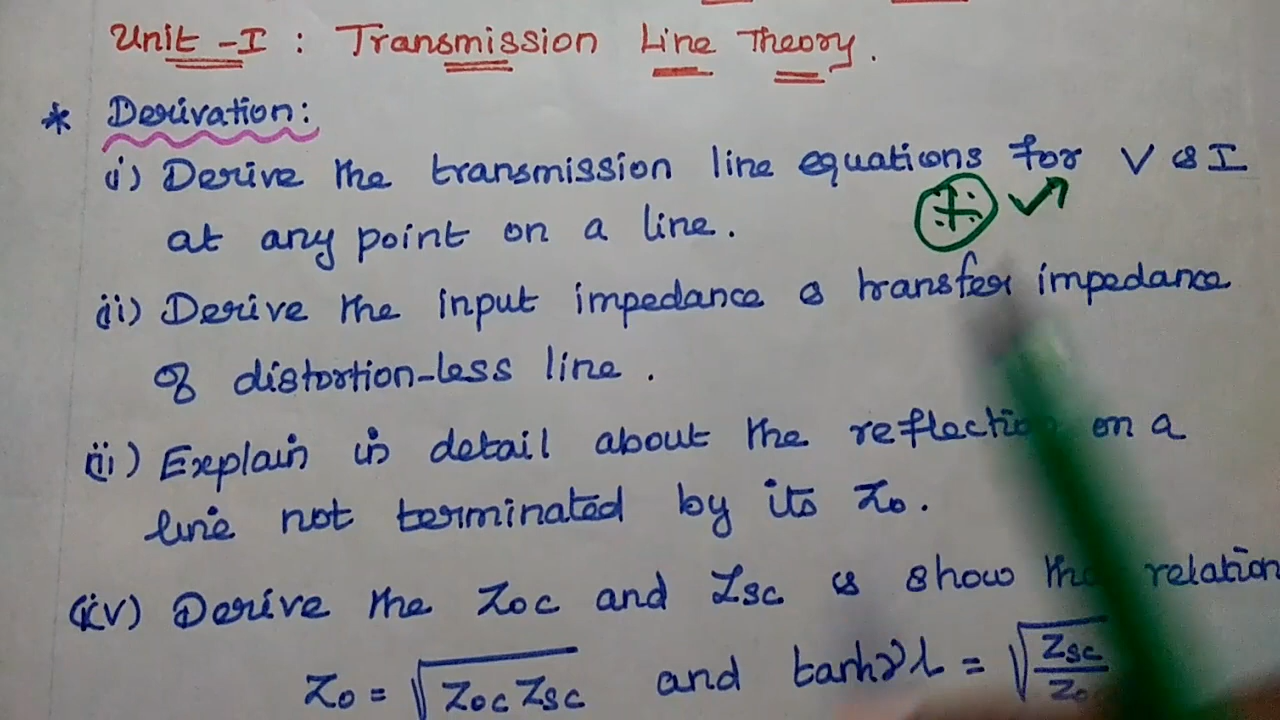 Unit-I : Transmission Line Theory.
* Derivation:
i) Derive the transmission line equations for V & I
at any point on a line.
ii) Derive the input impedance & transfer impedance
of distortion-less line.
iii) Explain in detail about the reflection on a
line not terminated by its Z₀.
(iv) Derive the Zoc and Zsc & show the relation
Z₀ = √Zoc Zsc and tanh γl = √Zsc